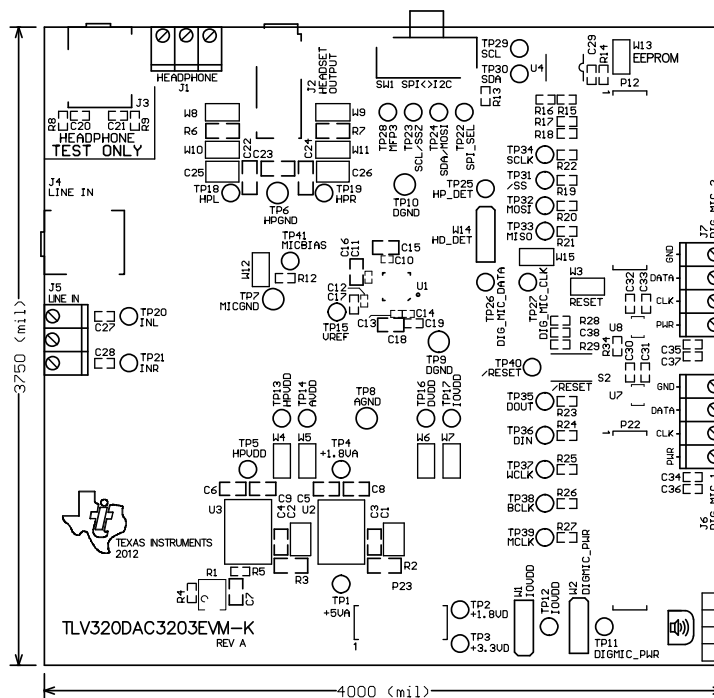 TP29
SCL
C29
R14
W13
EEPROM
TP30
SDA
U4
P12
HEADPHONE
J1
J2
HEADSET
OUTPUT
SW1 SPI<>I2C
R13
J3
R8
C20
C21
R9
HEADPHONE
TEST ONLY
W8
W9
R6
R7
W10
W11
C22
C23
C24
C25
C26
TP28
MFP3
TP23
SCL/SSZ
TP24
SDA/MOSI
TP22
SPI_SEL
R16
R15
R17
R18
TP34
SCLK
R22
TP31
/SS
R19
TP32
MOSI
R20
TP33
MISO
R21
J4
LINE IN
TP18
HPL
TP6
HPGND
TP19
HPR
TP10
DGND
TP25
HP_DET
W14
HD_DET
W15
TP41
MICBIAS
W12
R12
TP7
MICGND
C16
C11
C15
C10
C12
C17
U1
TP15
VREF
C13
C14
C18
C19
TP26
DIG_MIC_DATA
TP27
DIG_MIC_CLK
W3
RESET
C32
C33
J7
DIG_MIC_2
GND
DATA
CLK
PWR
J5
LINE IN
C27
TP20
INL
C28
TP21
INR
TP9
DGND
R28
C38
R29
R34
U8
C30
C31
C35
C37
TP40
/RESET
/RESET
S2
U7
P22
TP35
DOUT
R23
TP36
DIN
R24
TP37
WCLK
R25
TP38
BCLK
R26
TP39
MCLK
R27
GND
DATA
CLK
PWR
C34
C36
J6
DIG_MIC_1
TP13
HPVDD
TP14
AVDD
TP8
AGND
TP16
DVDD
TP17
IOVDD
TP5
HPVDD
W4
W5
TP4
+1.8VA
W6
W7
C6
C9
C5
C8
U3
C4
C2
U2
C3
C1
TEXAS INSTRUMENTS
2012
R1
R5
R3
R2
R4
C7
P23
TP1
+5VA
1
TP2
+1.8VD
TP3
+3.3VD
W1
IOVDD
TP12
IOVDD
W2
DIGMIC_PWR
TP11
DIGMIC_PWR
TLV320DAC3203EVM-K
REV A
3750 (mil)
4000 (mil)